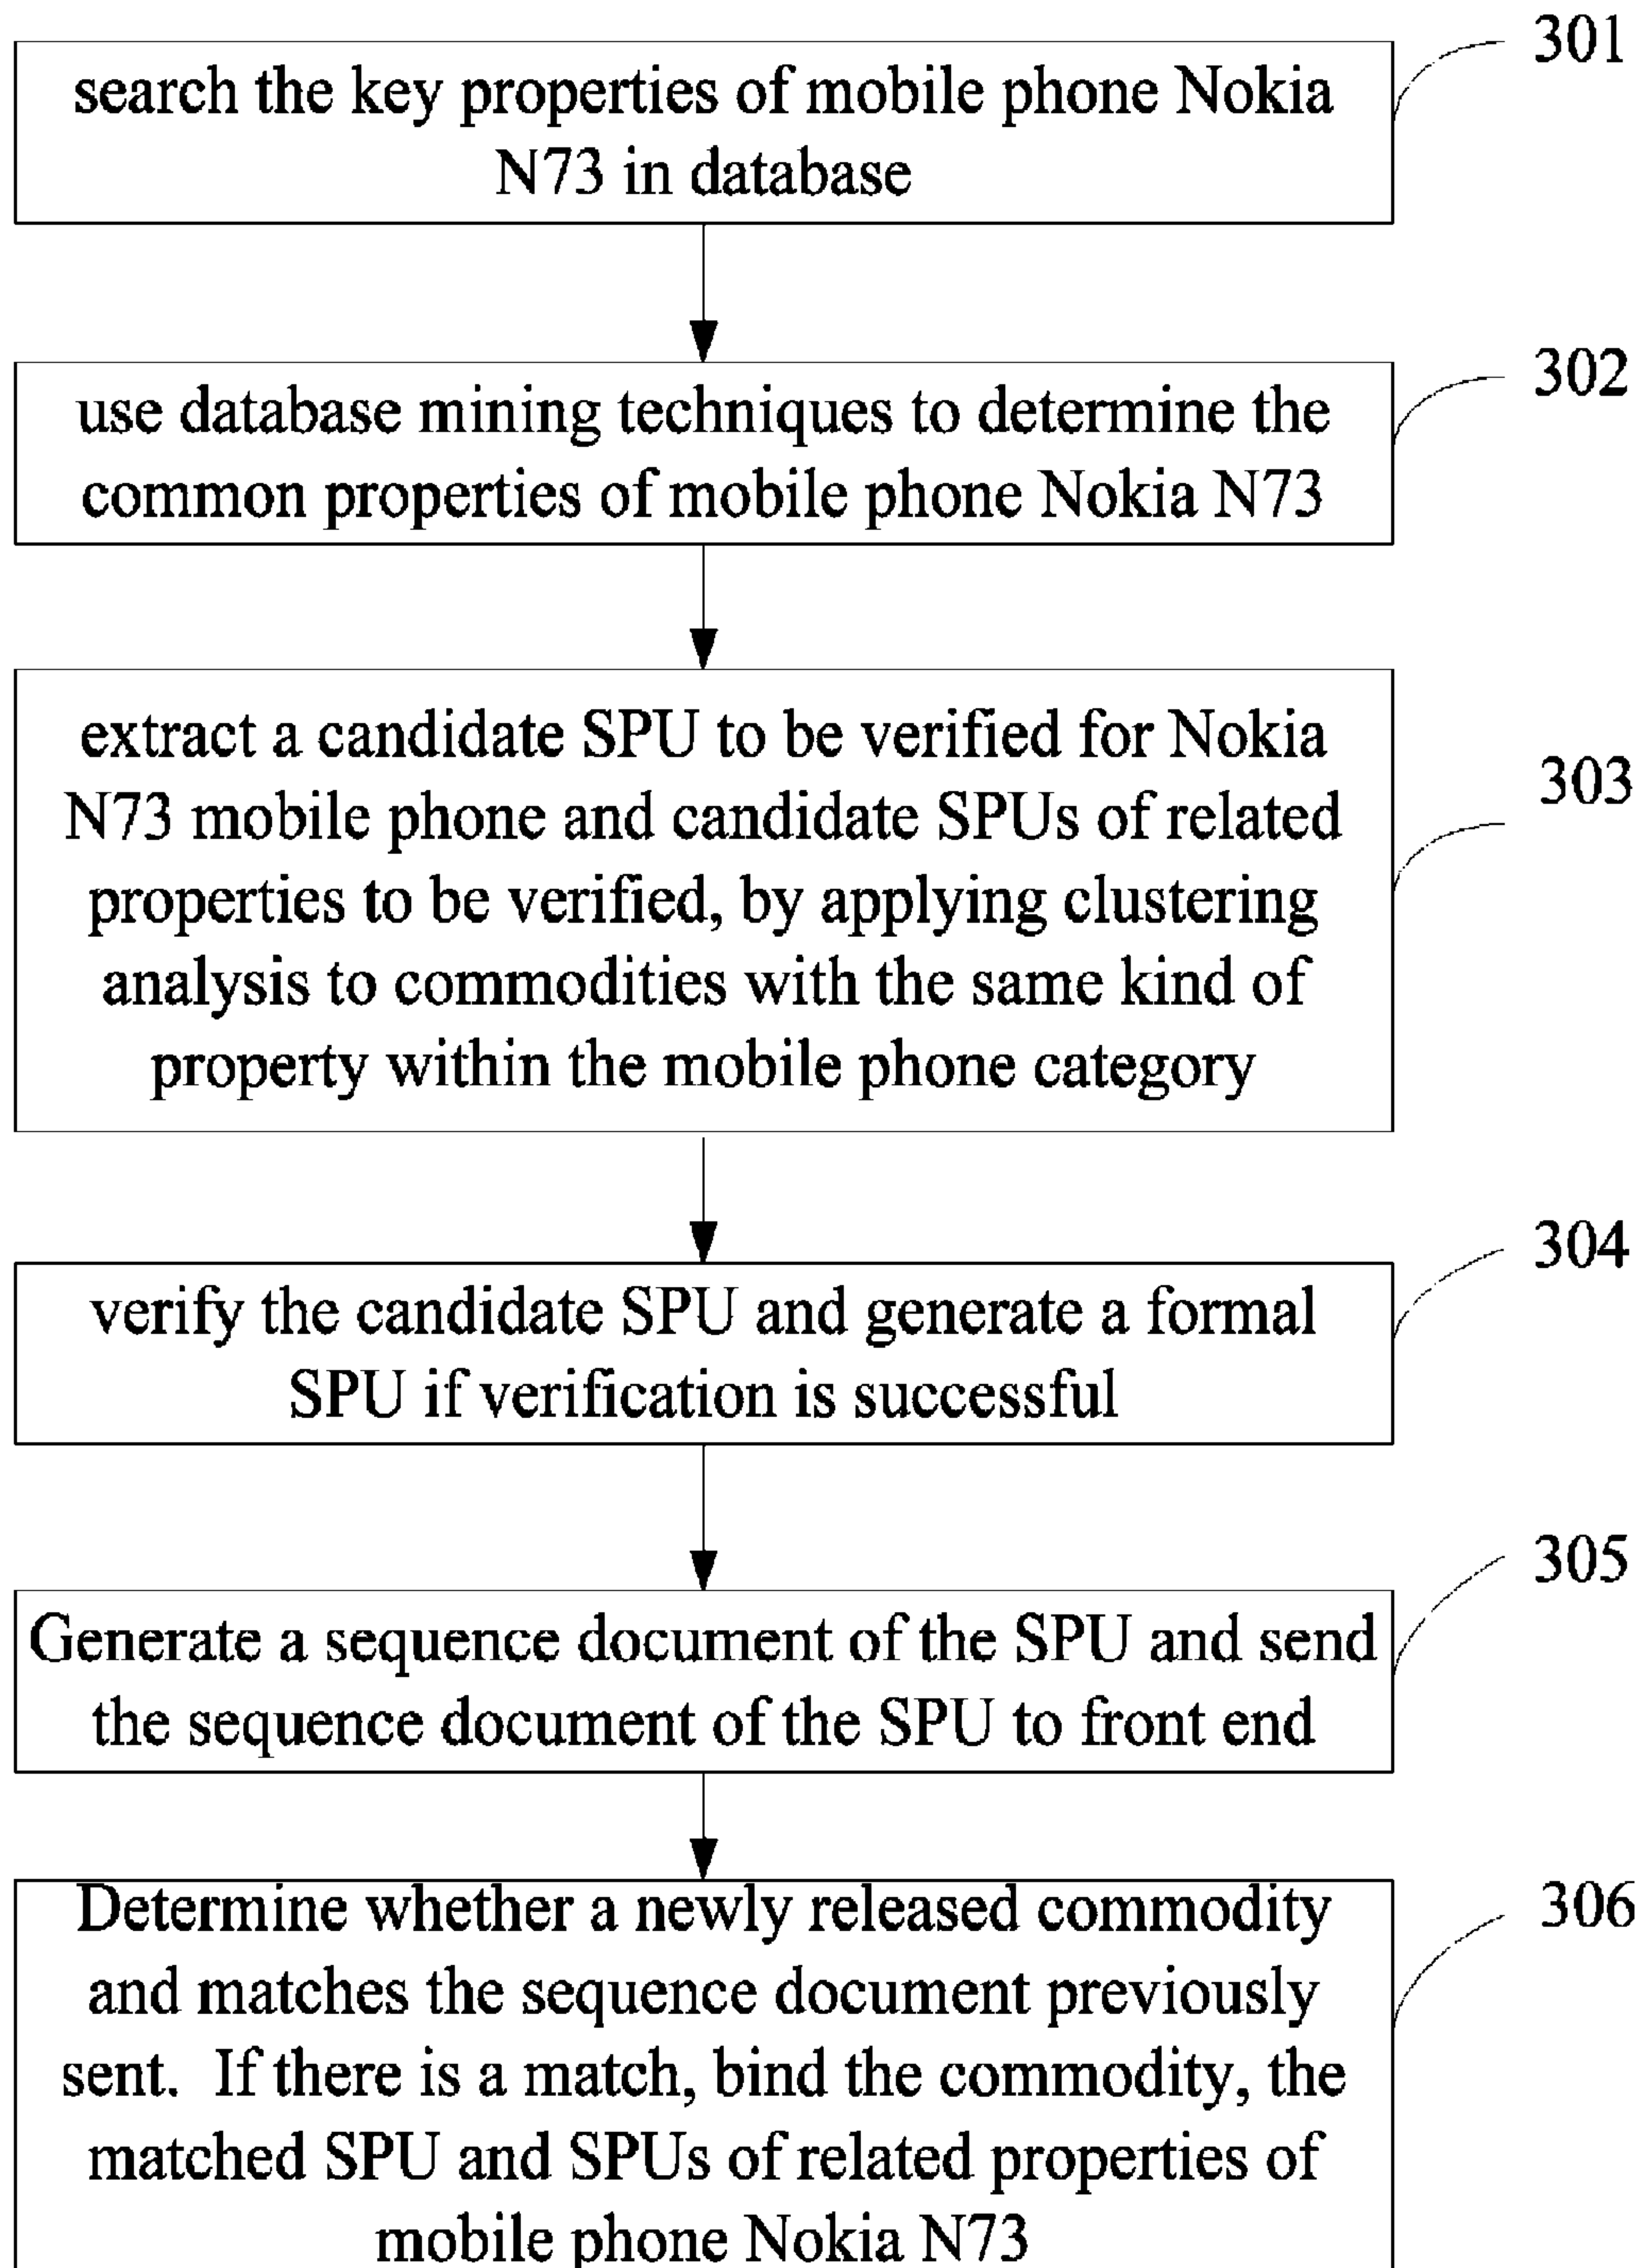 301
search the key properties of mobile phone Nokia
N73 in database
302
use database mining techniques to determine the
common properties of mobile phone Nokia N73
303
extract a candidate SPU to be verified for Nokia
N73 mobile phone and candidate SPUs of related
properties to be verified, by applying clustering
analysis to commodities with the same kind of
property within the mobile phone category
304
verify the candidate SPU and generate a formal
SPU if verification is successful
305
Generate a sequence document of the SPU and send
the sequence document of the SPU to front end
306
Determine whether a newly released commodity
and matches the sequence document previously
sent. If there is a match, bind the commodity, the
matched SPU and SPUs of related properties of
mobile phone Nokia N73